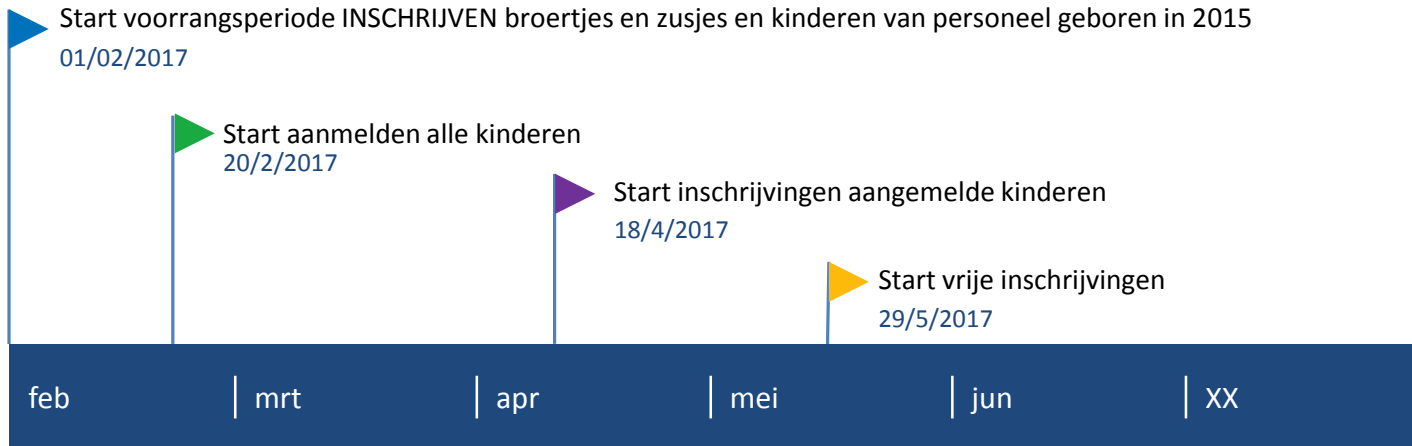 Start voorrangsperiode INSCHRIJVEN broertjes en zusjes en kinderen van personeel geboren in 2015
01/02/2017
Start aanmelden alle kinderen
20/2/2017
Start inschrijvingen aangemelde kinderen
18/4/2017
Start vrije inschrijvingen
29/5/2017
feb mrt apr mei jun XX